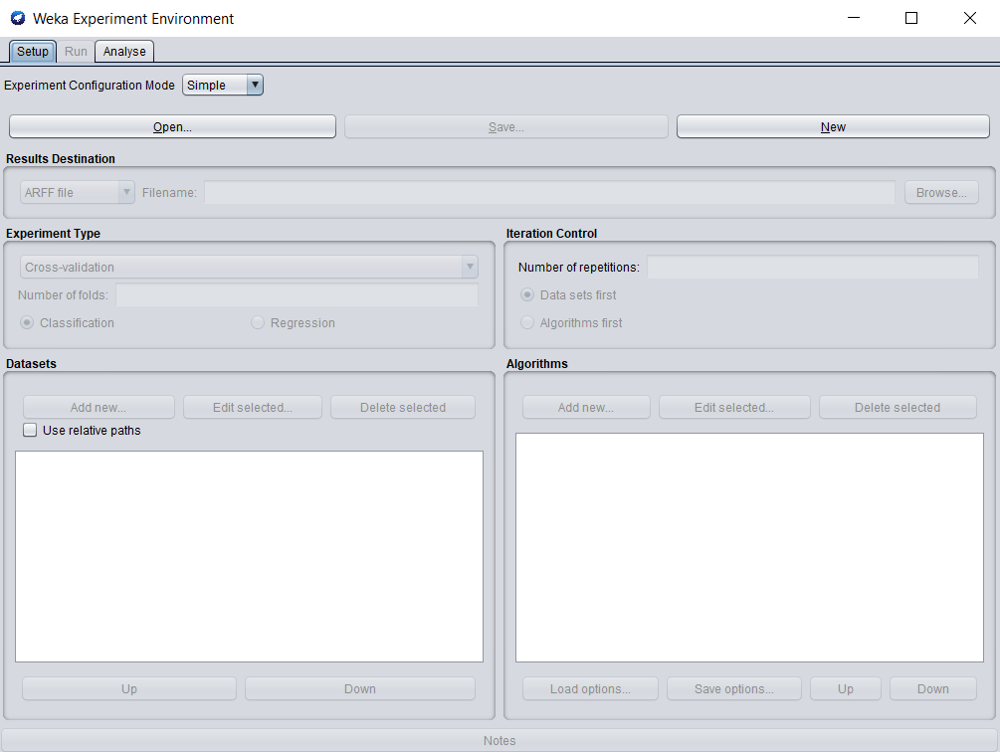 Weka Experiment Environment
Setup Run Analyse
Experiment Configuration Mode Simple
Open... Save... New
Results Destination
ARFF file Filename: Browse...
Experiment Type
Cross-validation
Number of folds:
Classification Regression
Iteration Control
Number of repetitions:
Data sets first
Algorithms first
Datasets
Add new... Edit selected... Delete selected
Use relative paths
Up Down
Algorithms
Add new... Edit selected... Delete selected
Load options... Save options... Up Down
Notes